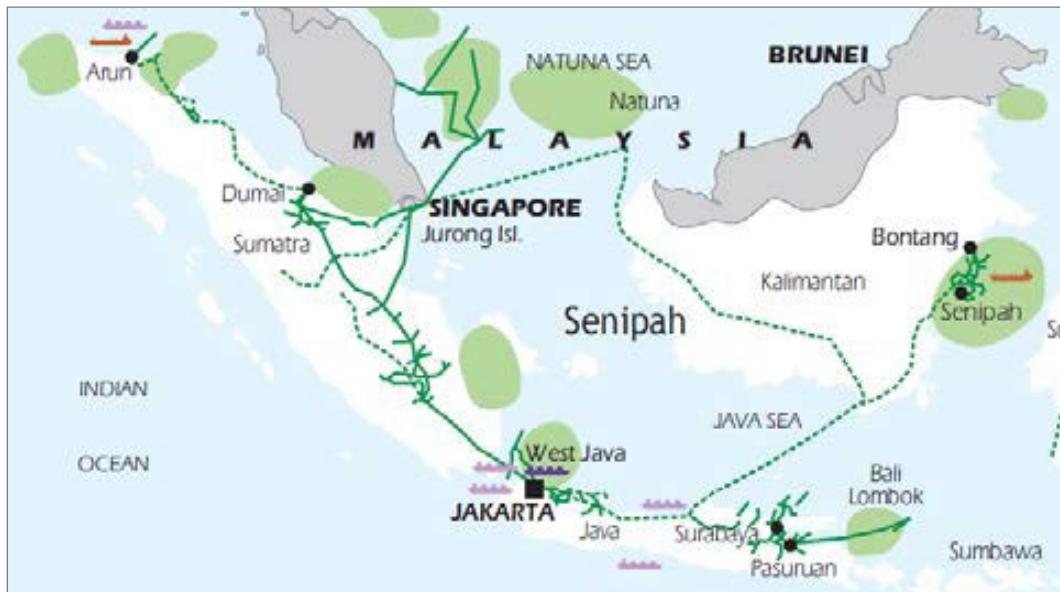 BRUNEI
NATUNA SEA
Arun
Natuna
MALAYSIA
Dumai
SINGAPORE
Jurong Isl.
Sumatra
Bontang
Kalimantan
Senipah
Senipah
INDIAN
OCEAN
JAVA SEA
West Java
Bali
Lombok
JAKARTA
Java
Surabaya
Pasuruan
Sumbawa